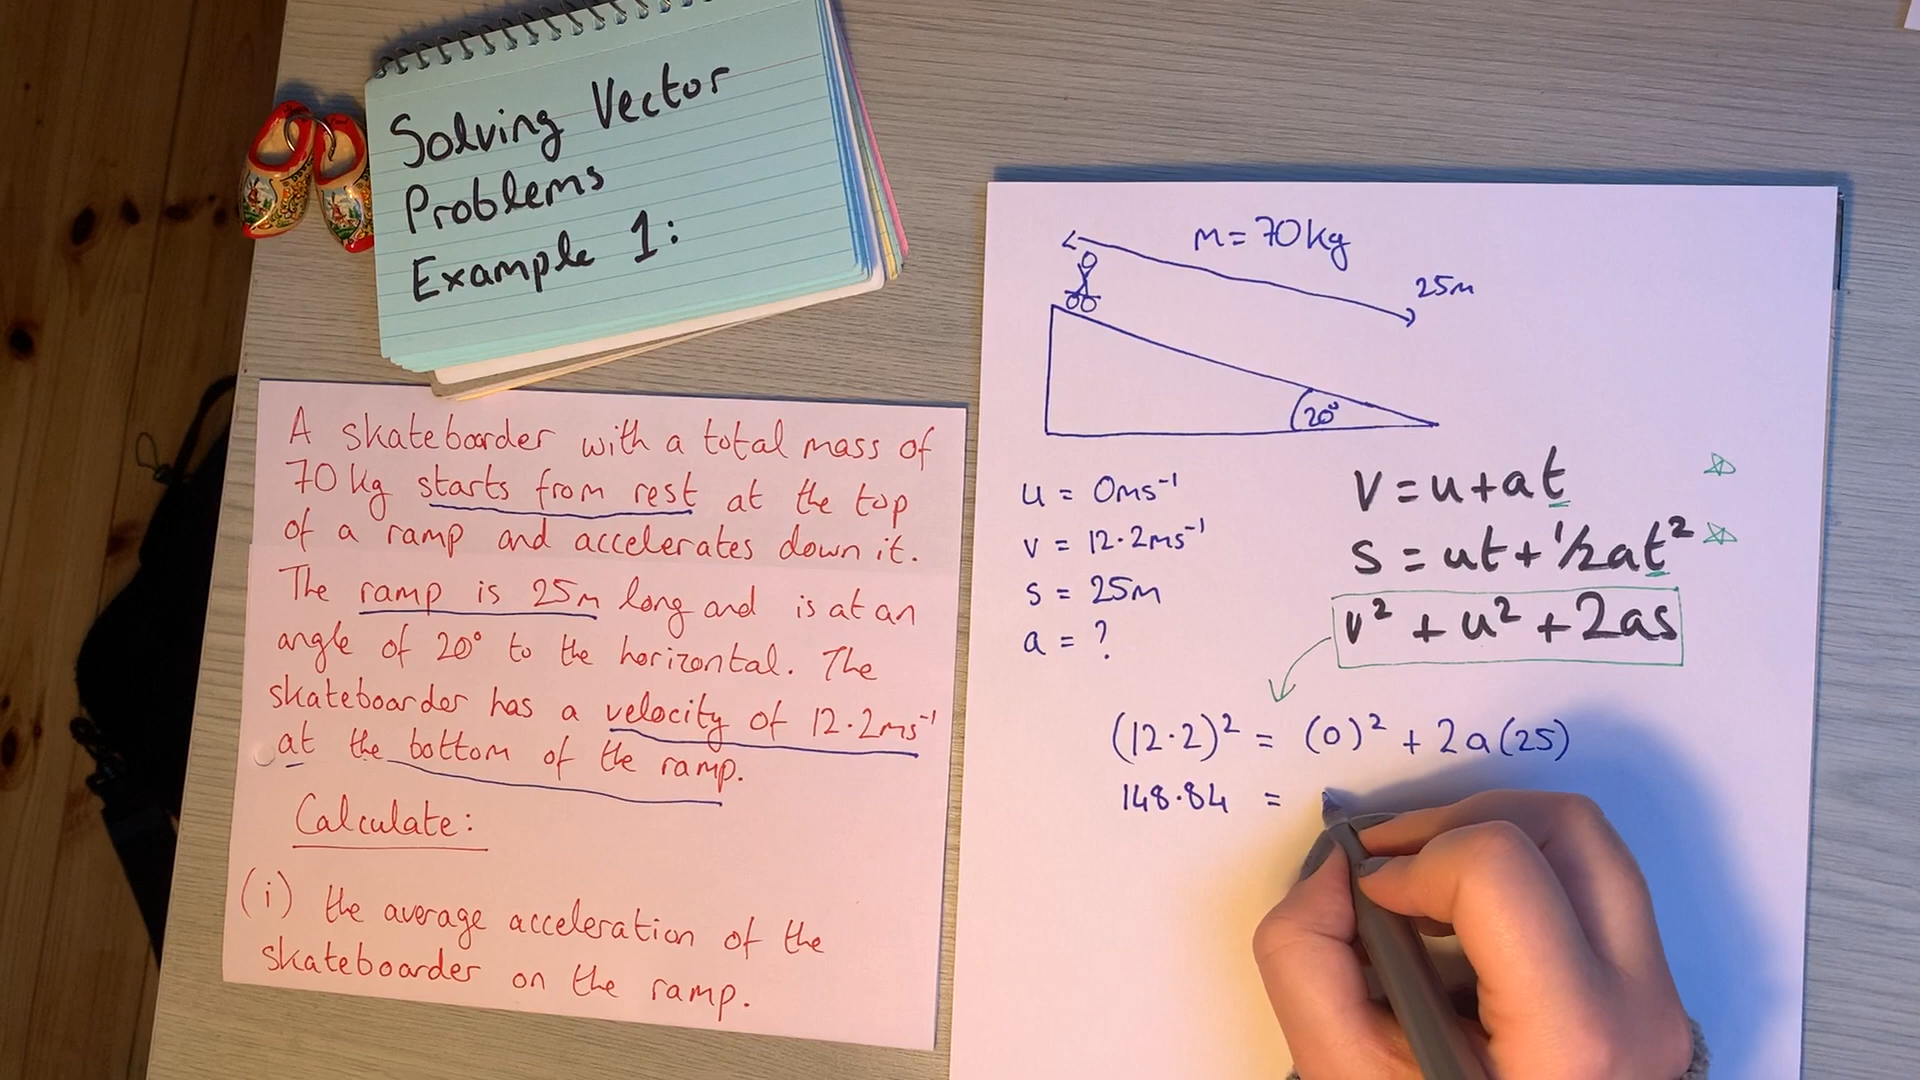 Solving Vector
Problems
Example 1:
A skateboarder with a total mass of
70 kg starts from rest at the top
of a ramp and accelerates down it.
The ramp is 25m long and is at an
angle of 20° to the horizontal. The
skateboarder has a velocity of 12.2ms⁻¹
at the bottom of the ramp.
Calculate:
(i) the average acceleration of the
skateboarder on the ramp.
m = 70kg
25m
20°
u = 0ms⁻¹
v = 12.2ms⁻¹
s = 25m
a = ?
v = u + at
s = ut + ½at²
v² + u² + 2as
(12.2)² = (0)² + 2a(25)
148.84 =